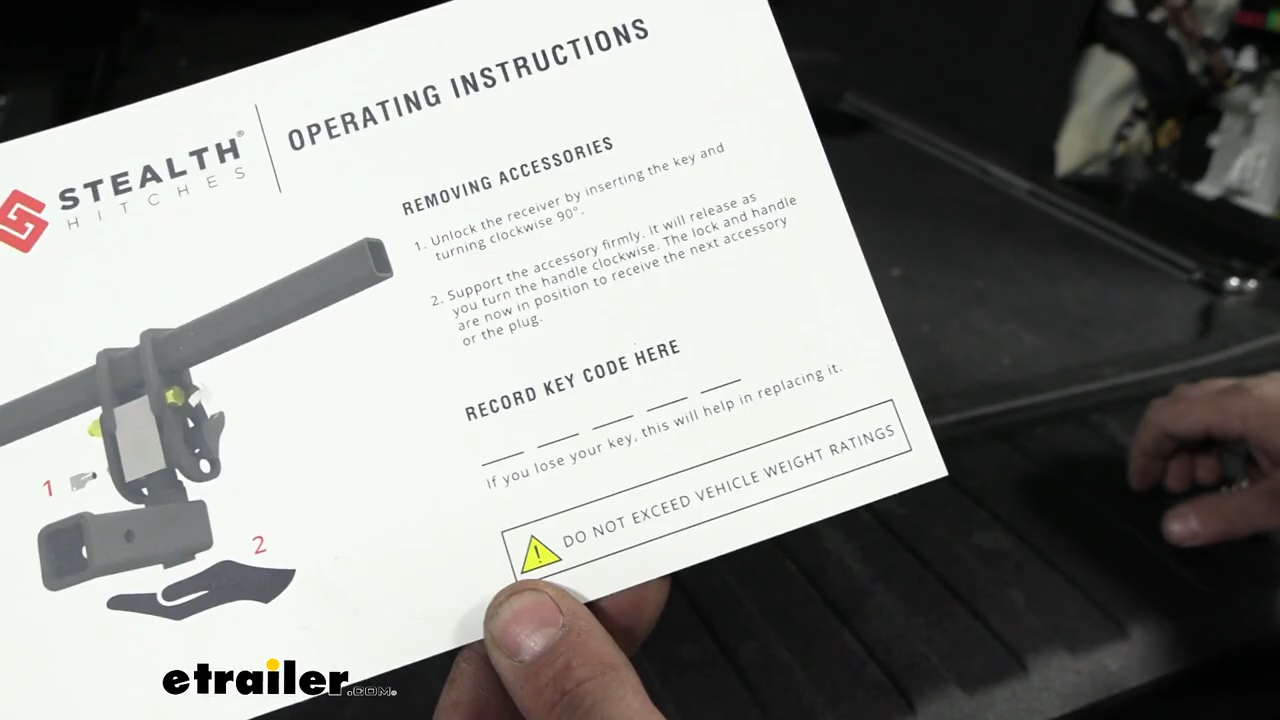 STEALTH®
HITCHES
OPERATING INSTRUCTIONS
REMOVING ACCESSORIES
1. Unlock the receiver by inserting the key and
turning clockwise 90°.
2. Support the accessory firmly. It will release as
you turn the handle clockwise. The lock and handle
are now in position to receive the next accessory
or the plug.
RECORD KEY CODE HERE
If you lose your key, this will help in replacing it.
DO NOT EXCEED VEHICLE WEIGHT RATINGS
1
2
etrailer.COM